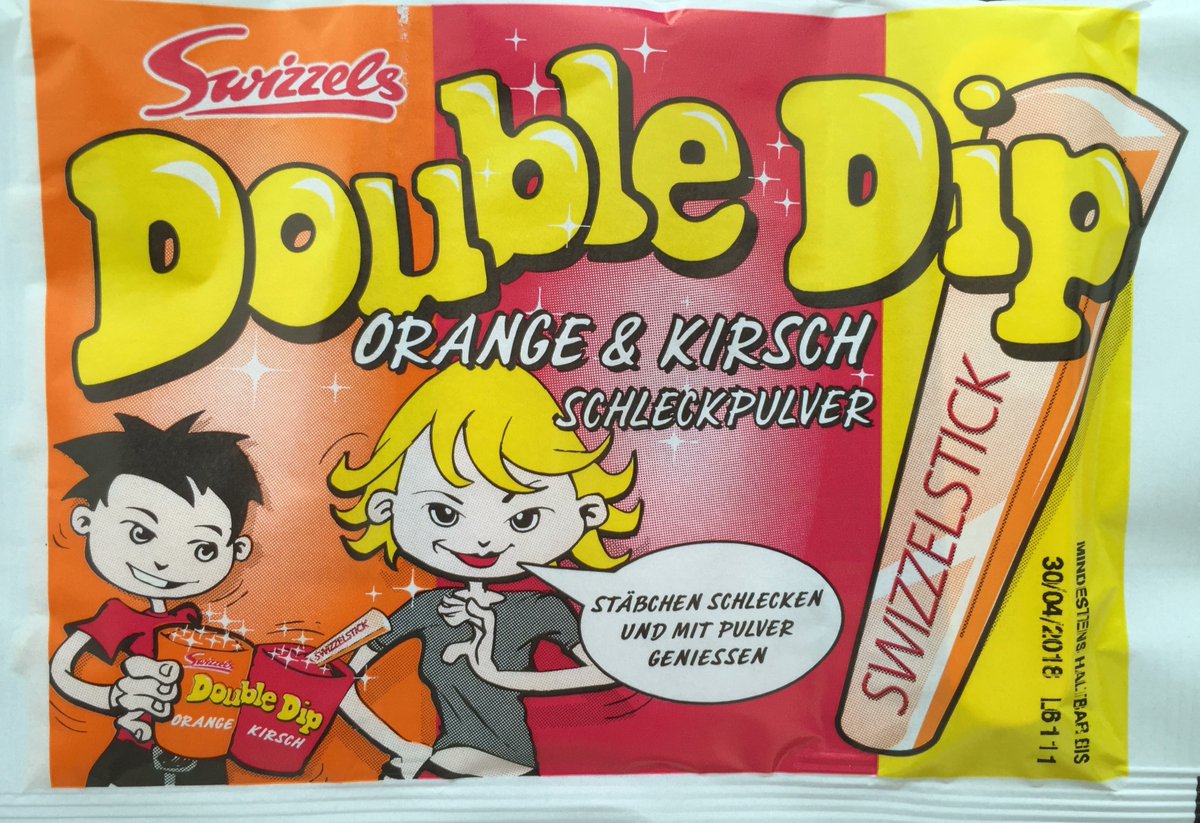 Swizzels
Double Dip
ORANGE & KIRSCH
SCHLECKPULVER
SWIZZELSTICK
STÄBCHEN SCHLECKEN
UND MIT PULVER
GENIESSEN
SWIZZELSTICK
Swizzels
Double Dip
ORANGE
KIRSCH
MINDESTENS HALTBAR BIS
30/04/2018 L6111